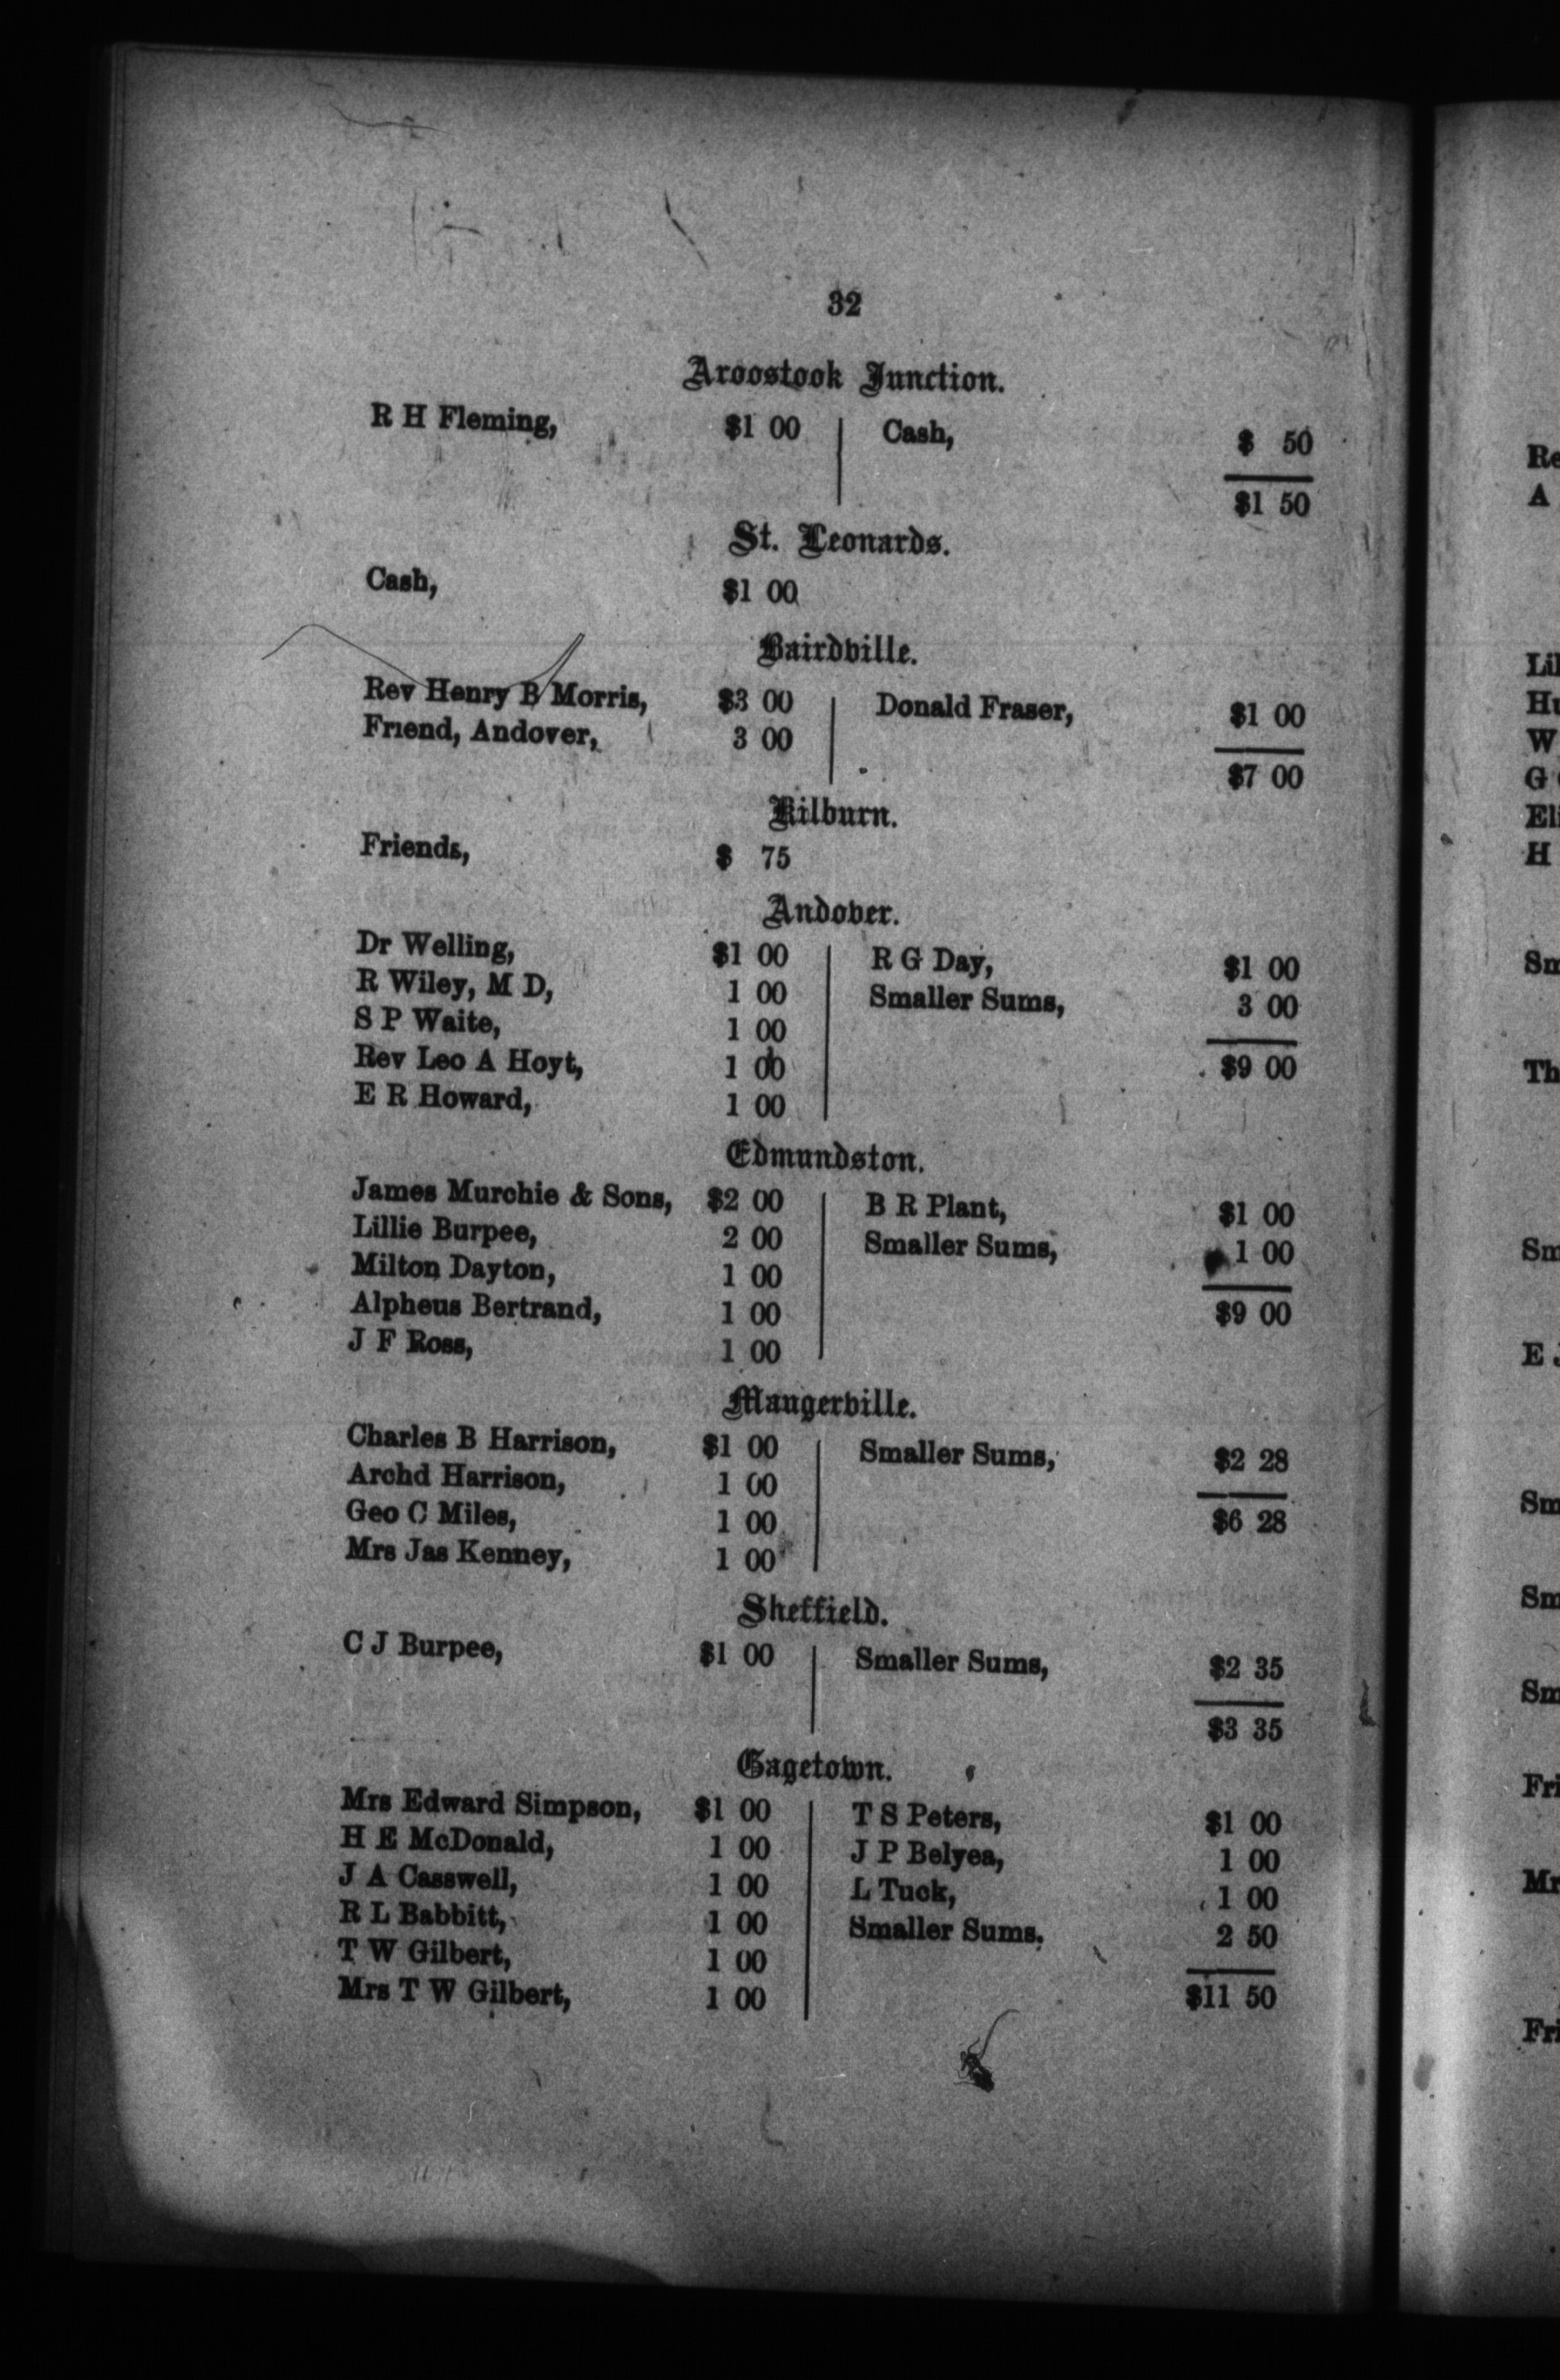 32
Aroostook Junction.
R H Fleming, $1 00 Cash, $ 50
$1 50
St. Leonards.
Cash, $1 00
Bairdville.
Rev Henry B Morris, $3 00 Donald Fraser, $1 00
Friend, Andover, 3 00
$7 00
Kilburn.
Friends, $ 75
Andover.
Dr Welling, $1 00 R G Day, $1 00
R Wiley, M D, 1 00 Smaller Sums, 3 00
S P Waite, 1 00
Rev Leo A Hoyt, 1 00 $9 00
E R Howard, 1 00
Edmundston.
James Murchie & Sons, $2 00 B R Plant, $1 00
Lillie Burpee, 2 00 Smaller Sums, 1 00
Milton Dayton, 1 00
Alpheus Bertrand, 1 00 $9 00
J F Ross, 1 00
Maugerville.
Charles B Harrison, $1 00 Smaller Sums, $2 28
Archd Harrison, 1 00
Geo C Miles, 1 00 $6 28
Mrs Jas Kenney, 1 00
Sheffield.
C J Burpee, $1 00 Smaller Sums, $2 35
$3 35
Gagetown.
Mrs Edward Simpson, $1 00 T S Peters, $1 00
H E McDonald, 1 00 J P Belyea, 1 00
J A Casswell, 1 00 L Tuck, 1 00
R L Babbitt, 1 00 Smaller Sums. 2 50
T W Gilbert, 1 00
Mrs T W Gilbert, 1 00 $11 50